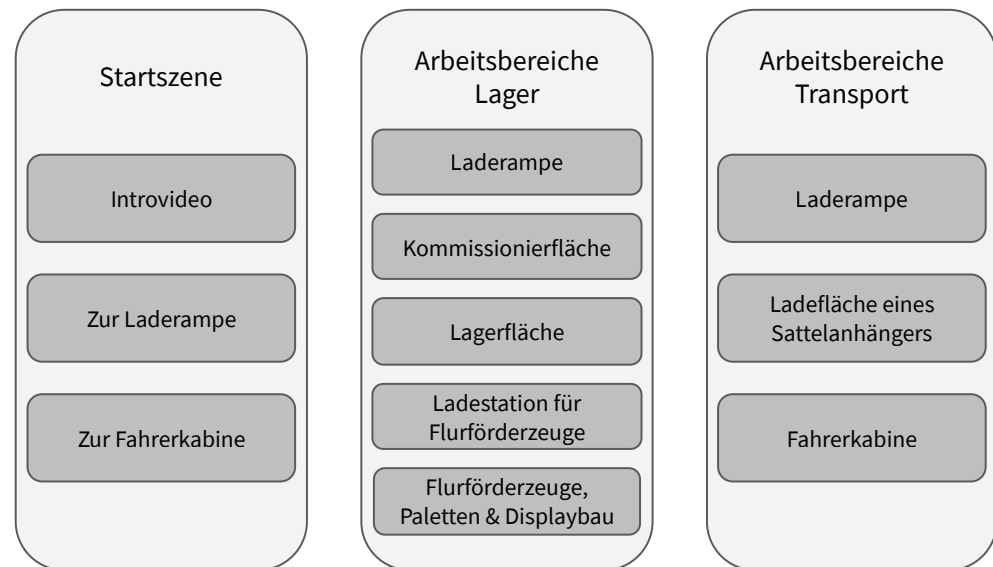 Startszene
Introvideo
Zur Laderampe
Zur Fahrerkabine
Arbeitsbereiche
Lager
Laderampe
Kommissionierfläche
Lagerfläche
Ladestation für
Flurförderzeuge
Flurförderzeuge,
Paletten & Displaybau
Arbeitsbereiche
Transport
Laderampe
Ladefläche eines
Sattelanhängers
Fahrerkabine